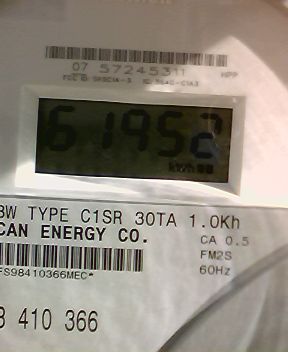 07 57245311 HPP
61952
kWh
3W TYPE C1SR 30TA 1.0Kh
CAN ENERGY CO.
CA 0.5
FM2S
60Hz
FS98410366MEC*
3 410 366